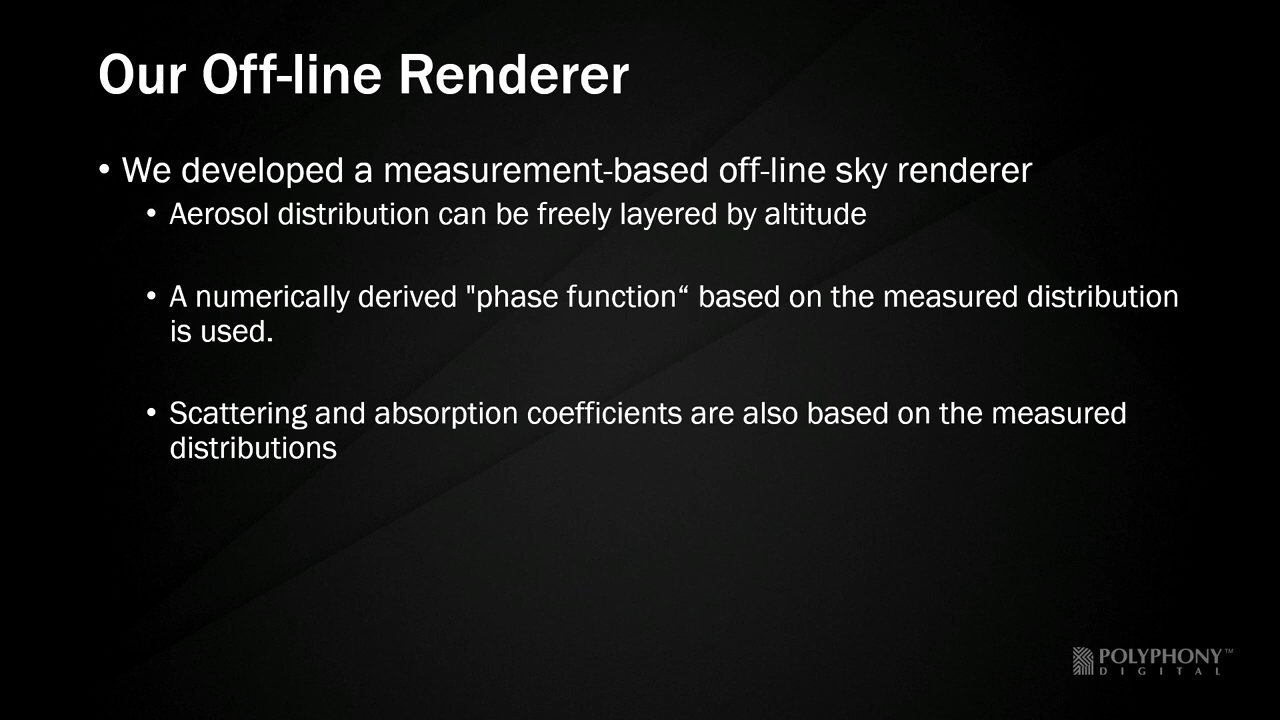 Our Off-line Renderer
• We developed a measurement-based off-line sky renderer
• Aerosol distribution can be freely layered by altitude
• A numerically derived "phase function“ based on the measured distribution
is used.
• Scattering and absorption coefficients are also based on the measured
distributions
POLYPHONY™
DIGITAL